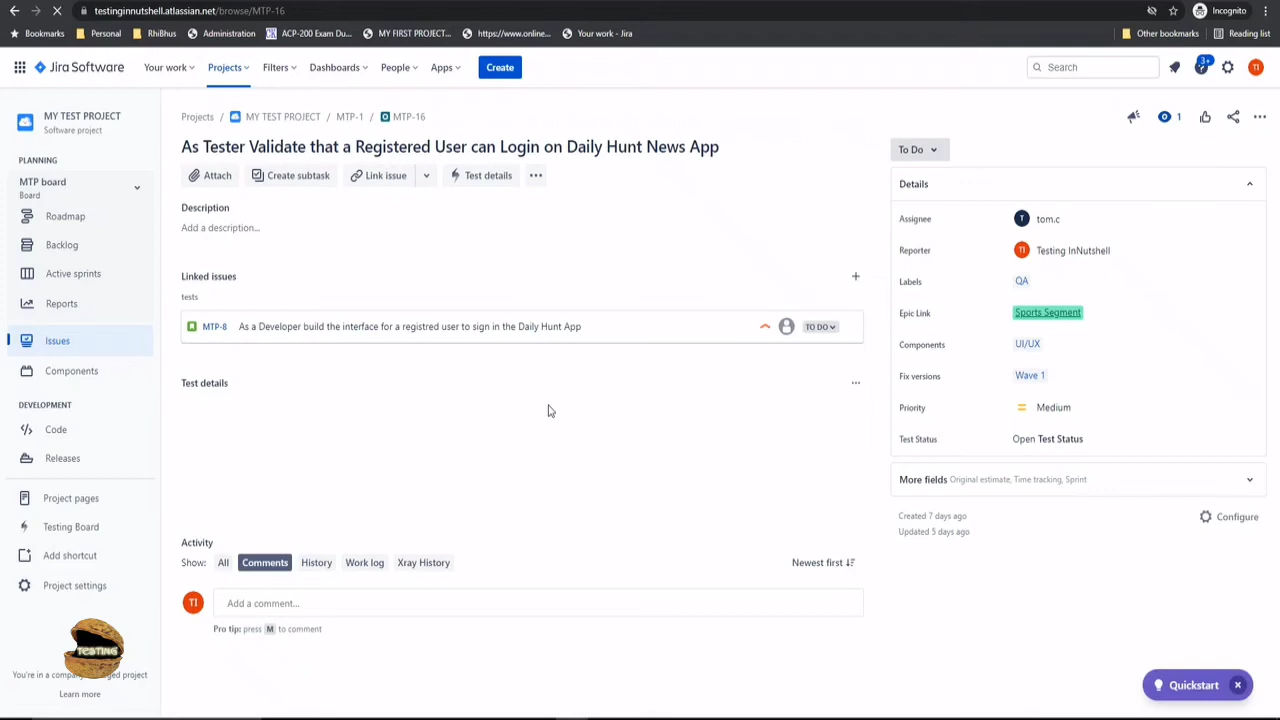 testinginnutshell.atlassian.net/browse/MTP-16
Incognito
Bookmarks Personal RhiBhus Administration ACP-200 Exam Du... MY FIRST PROJECT... https://www.online... Your work - Jira Other bookmarks Reading list
Jira Software Your work Projects Filters Dashboards People Apps Create Search 3+ TI
MY TEST PROJECT
Software project
PLANNING
MTP board
Board
Roadmap
Backlog
Active sprints
Reports
Issues
Components
DEVELOPMENT
Code
Releases
Project pages
Testing Board
Add shortcut
Project settings
TESTING
You're in a company-managed project
Learn more
Projects / MY TEST PROJECT / MTP-1 / MTP-16
1
As Tester Validate that a Registered User can Login on Daily Hunt News App
Attach Create subtask Link issue Test details
Description
Add a description...
Linked issues
tests
MTP-8 As a Developer build the interface for a registred user to sign in the Daily Hunt App TO DO
Test details
Activity
Show: All Comments History Work log Xray History Newest first
TI Add a comment...
Pro tip: press M to comment
To Do
Details
Assignee T tom.c
Reporter TI Testing InNutshell
Labels QA
Epic Link Sports Segment
Components UI/UX
Fix versions Wave 1
Priority Medium
Test Status Open Test Status
More fields Original estimate, Time tracking, Sprint
Created 7 days ago Configure
Updated 5 days ago
Quickstart